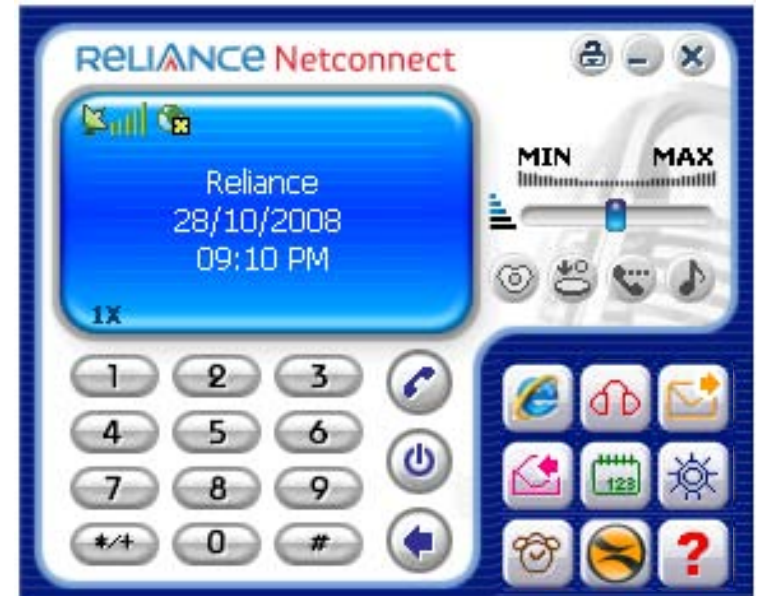 RELIANCE Netconnect
Reliance
28/10/2008
09:10 PM
1X
MIN MAX
1 2 3
4 5 6
7 8 9
*/+ 0 #
123
?